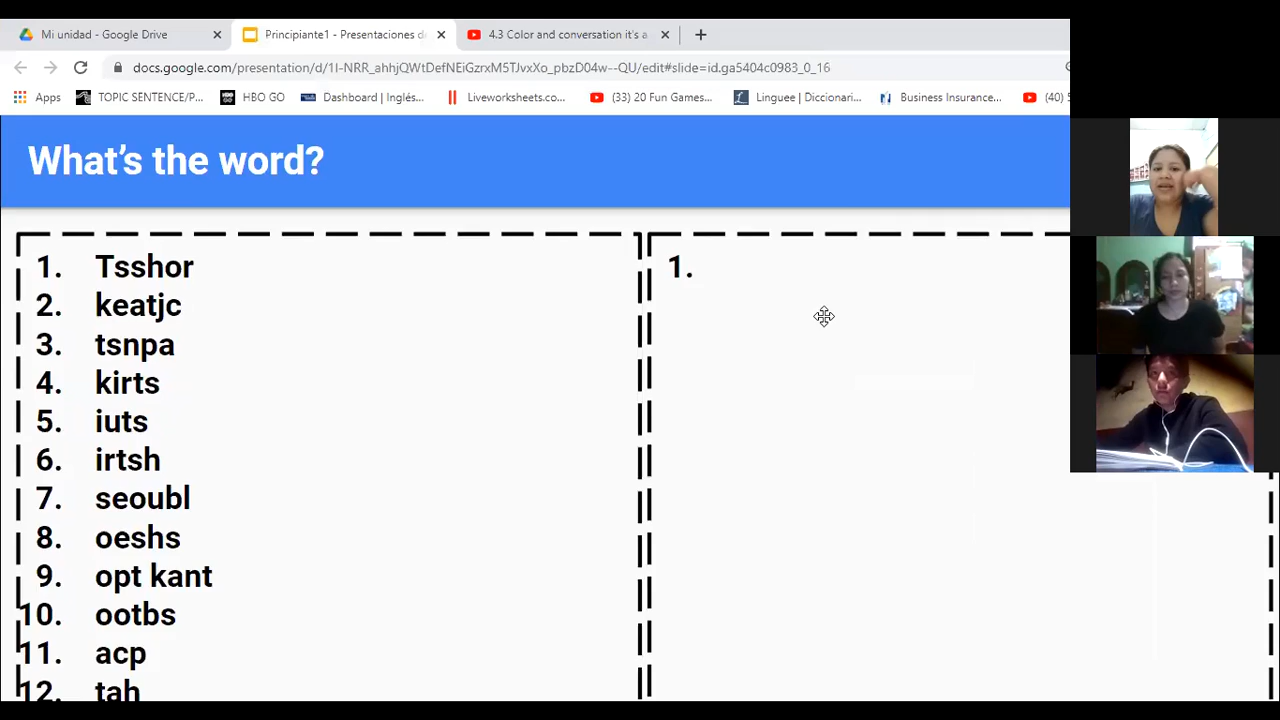 Mi unidad - Google Drive
Principiante1 - Presentaciones de
4.3 Color and conversation it's a
docs.google.com/presentation/d/1I-NRR_ahhjQWtDefNEiGzrxM5TJvxXo_pbzD04w--QU/edit#slide=id.ga5404c0983_0_16
Apps
TOPIC SENTENCE/P...
HBO GO
Dashboard | Inglés...
Liveworksheets.co...
(33) 20 Fun Games...
Linguee | Diccionari...
Business Insurance...
(40)
What's the word?
1. Tsshor
2. keatjc
3. tsnpa
4. kirts
5. iuts
6. irtsh
7. seoubl
8. oeshs
9. opt kant
10. ootbs
11. acp
12. tah
1.